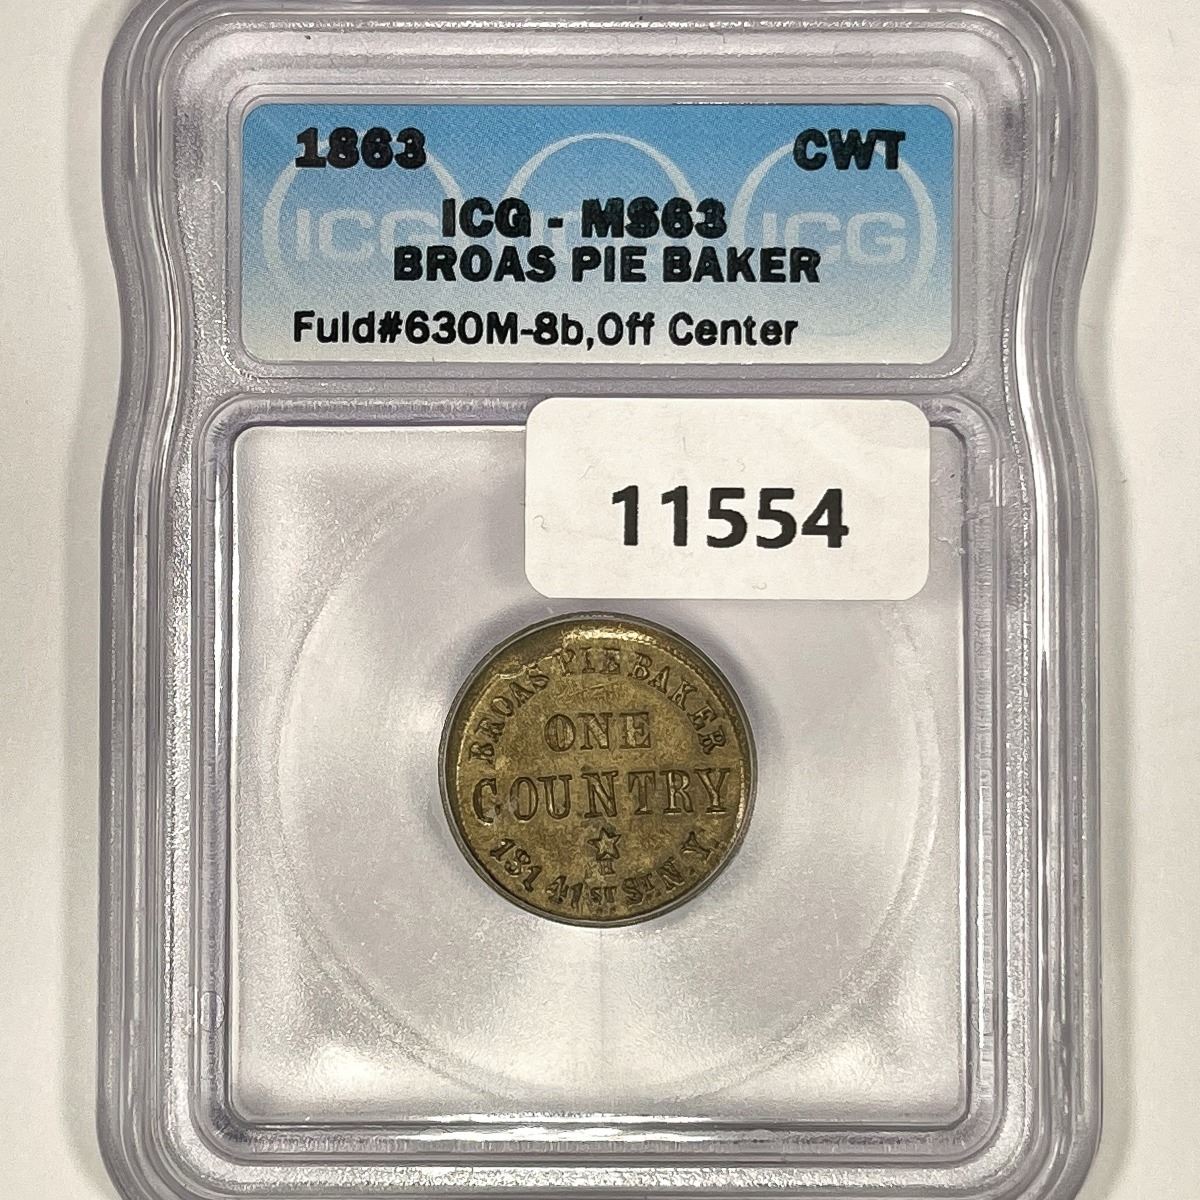 1863 CWT
ICG - MS63
BROAS PIE BAKER
Fuld#630M-8b,Off Center
ICG ICG
11554
BROAS PIE BAKER
ONE
COUNTRY
131 41ST ST. N.Y.